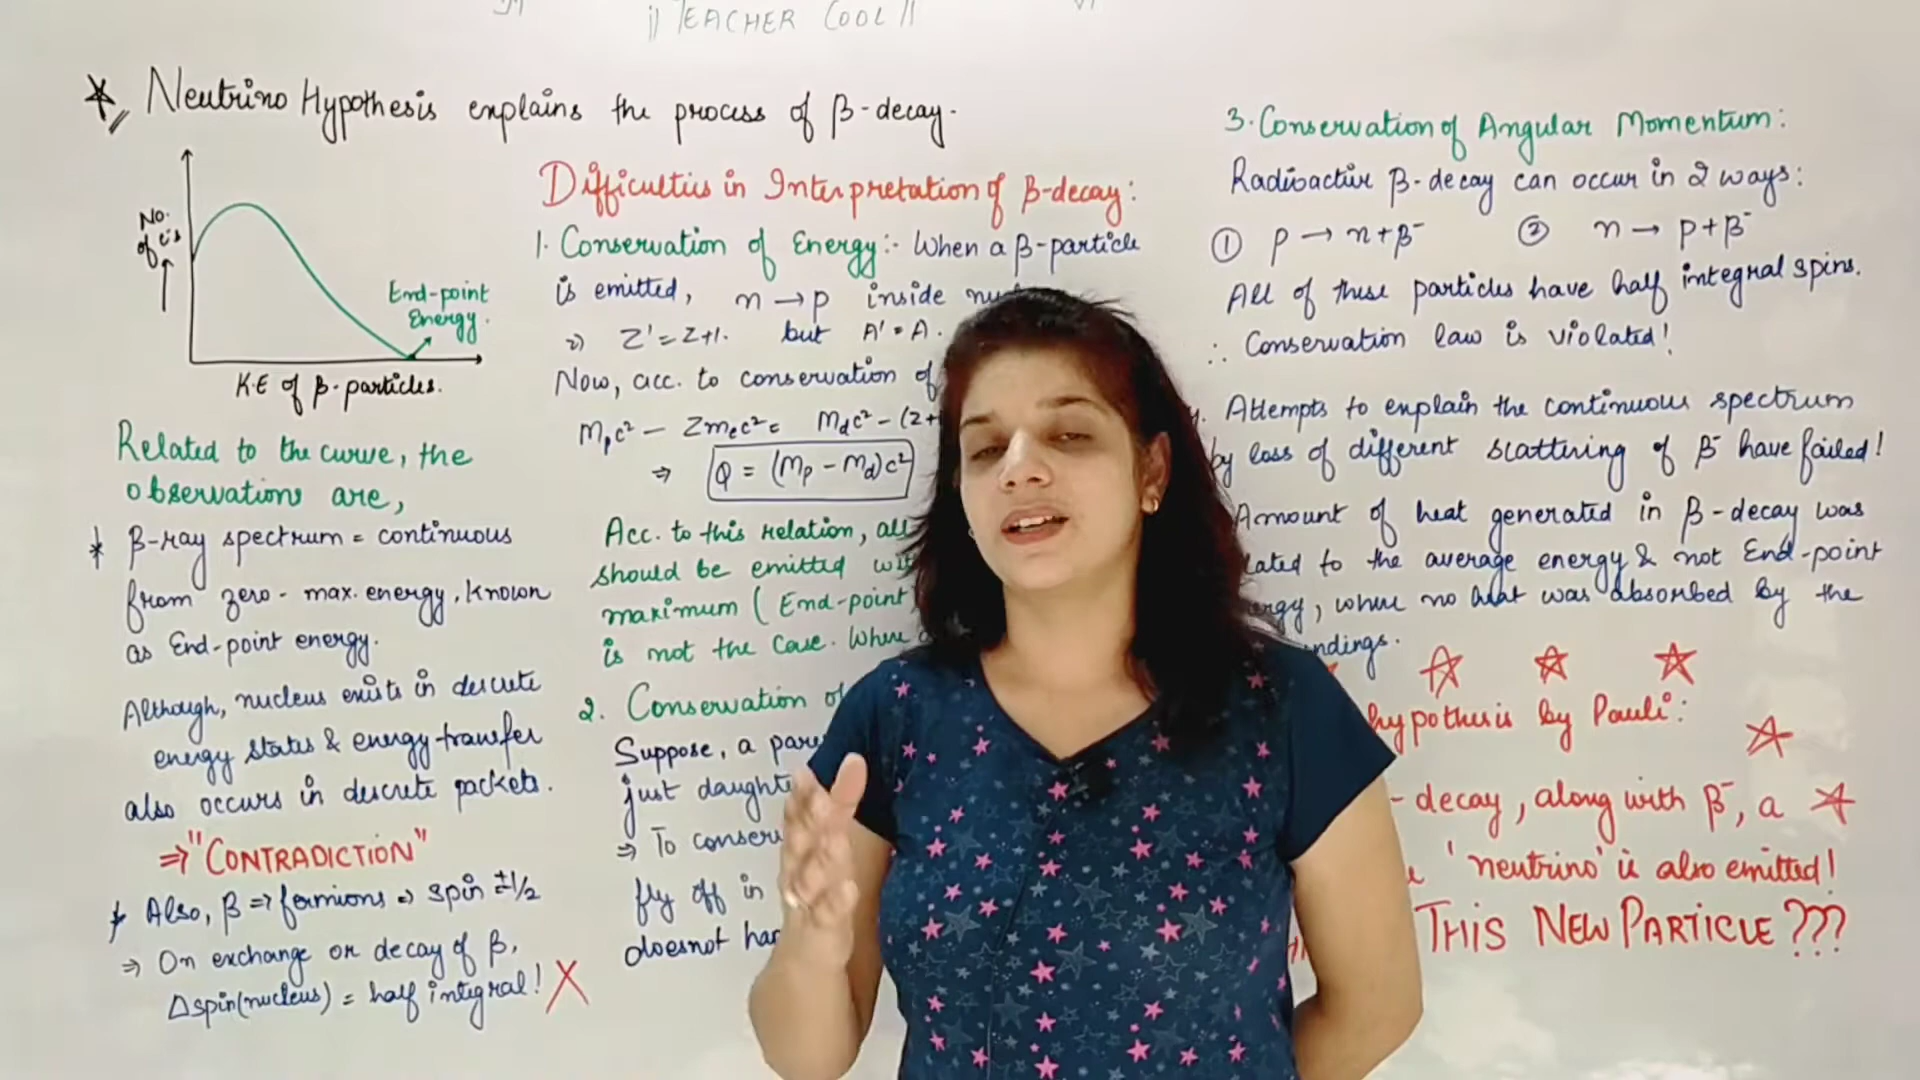 || TEACHER COOL ||
* Neutrino Hypothesis explains the process of β-decay.
No.
of e's
End-point
Energy.
K.E of β-particles.
Related to the curve, the
observations are,
* β-ray spectrum = continuous
from zero - max. energy, known
as End-point energy.
Although, nucleus exists in discrete
energy states & energy-transfer
also occurs in discrete packets.
⇒ "CONTRADICTION"
* Also, β ⇒ fermions ⇒ spin ±1/2
⇒ On exchange or decay of β,
Δspin(nucleus) = half integral! X
Difficulties in Interpretation of β-decay:
1. Conservation of Energy:- When a β-particle
is emitted, n → p inside
Z' = Z+1. but A' = A.
Now, acc. to conservation of
Mpc² - Zmec² = Mdc² - (Z+
⇒ Q = (Mp - Md)c²
Acc. to this relation, all
should be emitted
maximum (End-point
is not the case. Where
2. Conservation of
Suppose, a
just
⇒ To
fly off in
doesnot
3. Conservation of Angular Momentum:
Radioactive β-decay can occur in 2 ways:
① p → n + β⁻ ② n → p + β⁻
All of these particles have half integral spins.
∴ Conservation law is violated!
Attempts to explain the continuous spectrum
by loss of different scattering of β⁻ have failed!
Amount of heat generated in β-decay was
to the average energy & not End-point
where no heat was absorbed by the
hypothesis by Pauli:
- decay, along with β⁻, a
'neutrino' is also emitted!
THIS NEW PARTICLE???